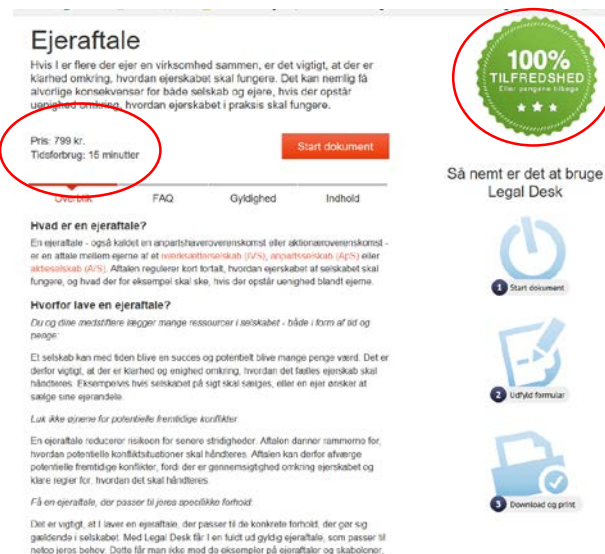 Ejeraftale
Hvis I er flere der ejer en virksomhed sammen, er det vigtigt, at der er
klarhed omkring, hvordan ejerskabet skal fungere. Det kan nemlig få
alvorlige konsekvenser for både selskab og ejere, hvis der opstår
uenighed omkring, hvordan ejerskabet i praksis skal fungere.
Pris: 799 kr.
Tidsforbrug: 15 minutter
Start dokument
Overblik FAQ Gyldighed Indhold
Hvad er en ejeraftale?
En ejeraftale - også kaldet en anpartshaveroverenskomst eller aktionæroverenskomst -
er en aftale mellem ejerne af et iværksætterselskab (IVS), anpartsselskab (ApS) eller
aktieselskab (A/S). Aftalen regulerer kort fortalt, hvordan ejerskabet af selskabet skal
fungere, og hvad der for eksempel skal ske, hvis der opstår uenighed blandt ejerne.
Hvorfor lave en ejeraftale?
Du og dine medstiftere lægger mange ressourcer i selskabet - både i form af tid og
penge:
Et selskab kan med tiden blive en succes og potentielt blive mange penge værd. Det er
derfor vigtigt, at der er klarhed og enighed omkring, hvordan det fælles ejerskab skal
håndteres. Eksempelvis hvis selskabet på sigt skal sælges, eller en ejer ønsker at
sælge sine ejerandele.
Luk ikke øjnene for potentielle fremtidige konflikter:
En ejeraftale reducerer risikoen for senere stridigheder. Aftalen danner rammerne for,
hvordan potentielle konfliktsituationer skal håndteres. Aftalen kan derfor afværge
potentielle fremtidige konflikter, fordi der er gennemsigtighed omkring ejerskabet og
klare regler for, hvordan det skal håndteres.
Få en ejeraftale, der passer til jeres specifikke forhold:
Det er vigtigt, at I laver en ejeraftale, der passer til de konkrete forhold, der gør sig
gældende i selskabet. Med Legal Desk får I en fuldt ud gyldig ejeraftale, som passer til
netop jeres behov. Dette får man ikke med de eksempler på ejeraftaler og skabeloner,
100%
TILFREDSHED
Eller pengene tilbage
Så nemt er det at bruge
Legal Desk
1 Start dokument
2 Udfyld formular
3 Download og print